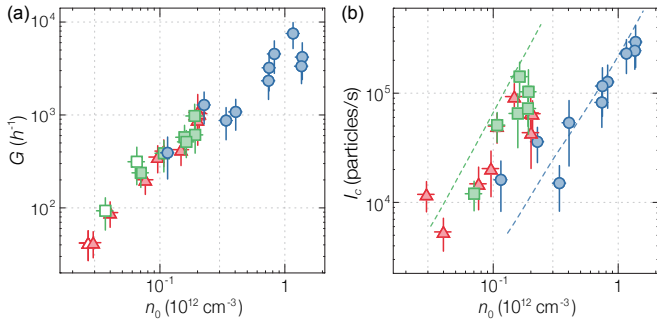 (a)
10⁴
10³
10²
G (h⁻¹)
10⁻¹
1
n₀ (10¹² cm⁻³)
(b)
10⁵
10⁴
I_c (particles/s)
10⁻¹
1
n₀ (10¹² cm⁻³)